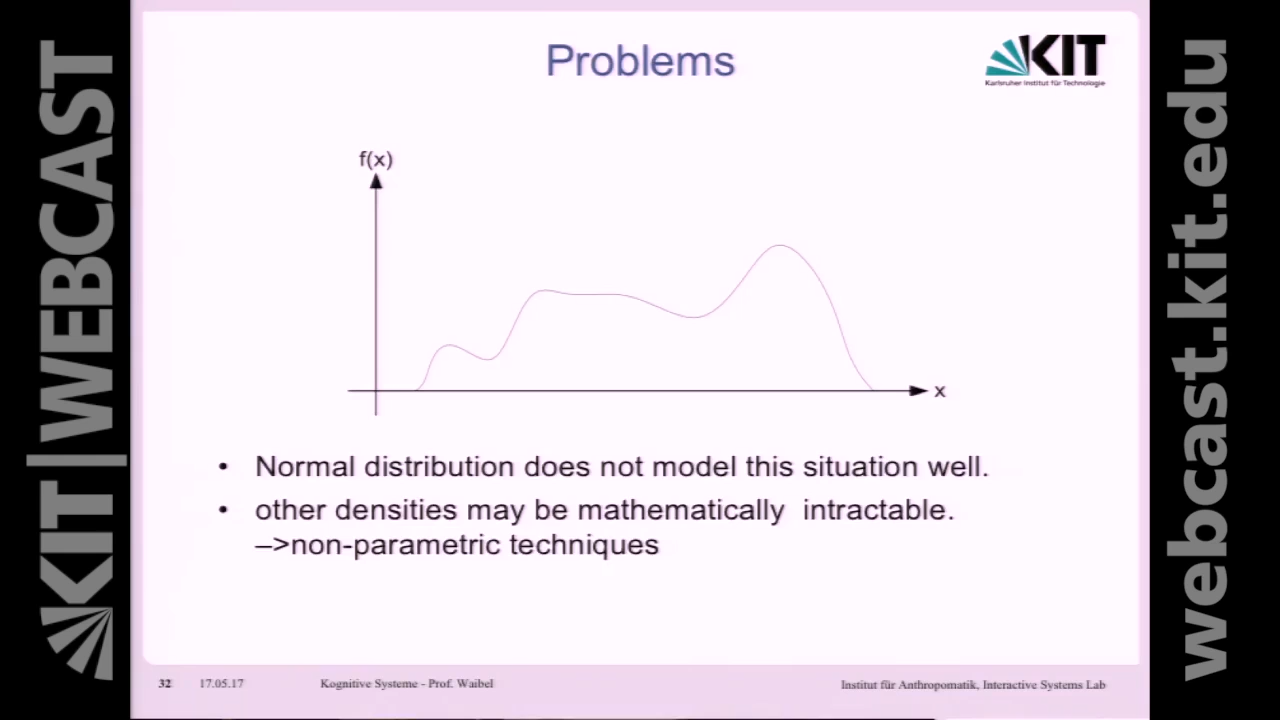 Problems
KIT
Karlsruher Institut für Technologie
f(x)
x
• Normal distribution does not model this situation well.
• other densities may be mathematically intractable.
–>non-parametric techniques
32 17.05.17 Kognitive Systeme - Prof. Waibel Institut für Anthropomatik, Interactive Systems Lab
KIT|WEBCAST
webcast.kit.edu